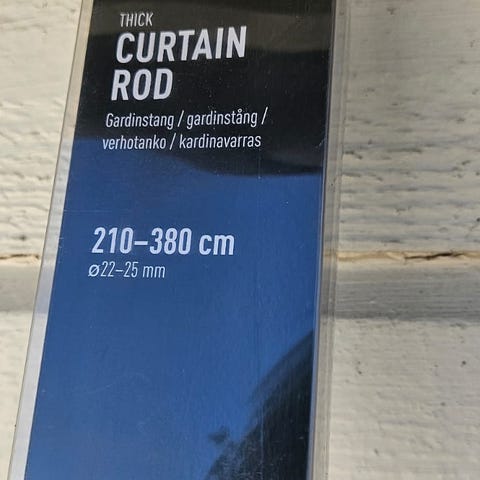 THICK
CURTAIN
ROD
Gardinstang / gardinstång /
verhotanko / kardinavarras
210–380 cm
ø22–25 mm